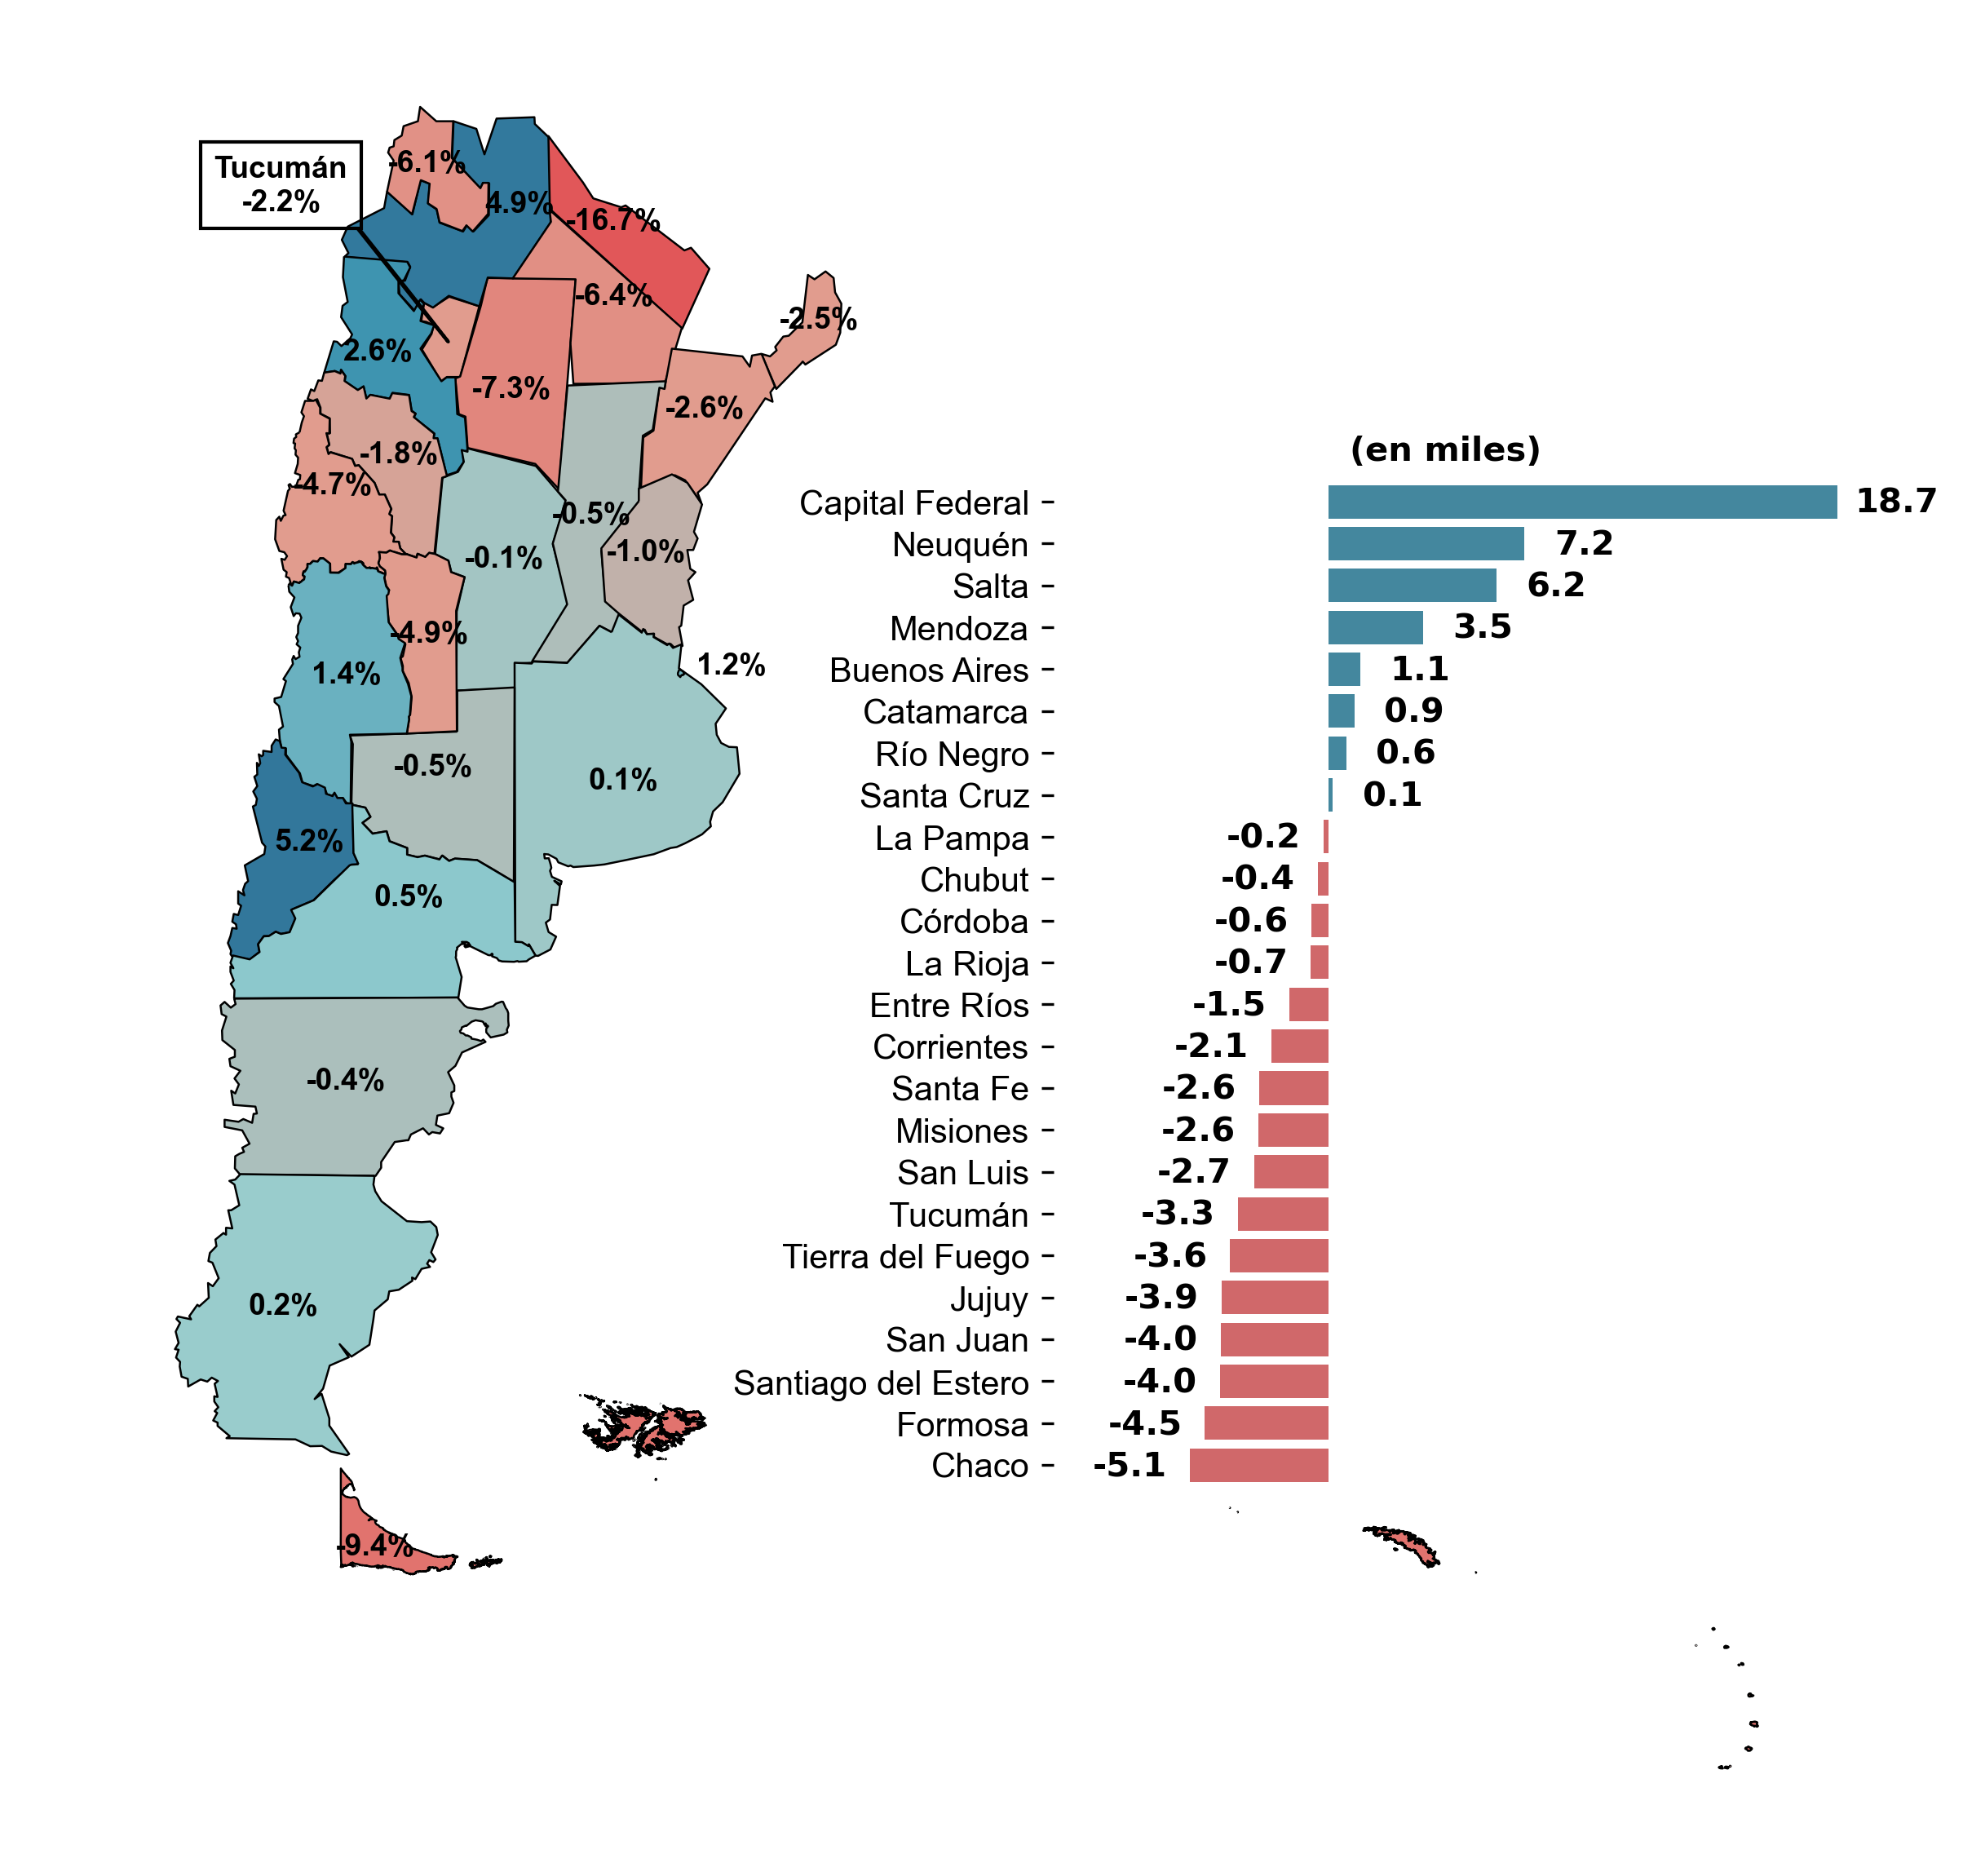 -6.1%
Tucumán
-2.2%
4.9%
-16.7%
-6.4%
-2.5%
2.6%
-7.3%
-2.6%
-1.8%
-4.7%
-0.5%
-0.1%
-1.0%
-4.9%
1.2%
1.4%
-0.5%
0.1%
5.2%
0.5%
-0.4%
0.2%
-9.4%
(en miles)
Capital Federal 18.7
Neuquén 7.2
Salta 6.2
Mendoza 3.5
Buenos Aires 1.1
Catamarca 0.9
Río Negro 0.6
Santa Cruz 0.1
La Pampa -0.2
Chubut -0.4
Córdoba -0.6
La Rioja -0.7
Entre Ríos -1.5
Corrientes -2.1
Santa Fe -2.6
Misiones -2.6
San Luis -2.7
Tucumán -3.3
Tierra del Fuego -3.6
Jujuy -3.9
San Juan -4.0
Santiago del Estero -4.0
Formosa -4.5
Chaco -5.1